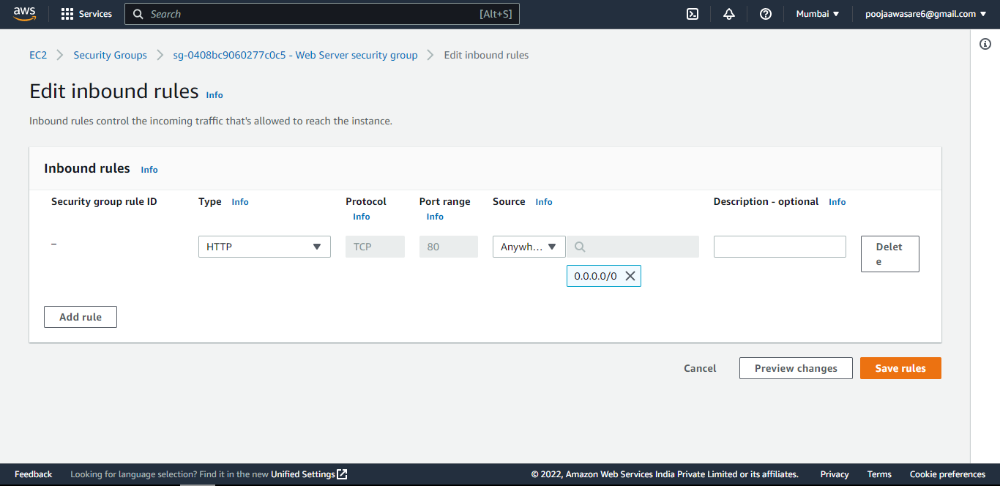 aws Services Search [Alt+S] Mumbai ▼ poojaawasare6@gmail.com ▼
EC2 > Security Groups > sg-0408bc9060277c0c5 - Web Server security group > Edit inbound rules
Edit inbound rules Info
Inbound rules control the incoming traffic that's allowed to reach the instance.
Inbound rules Info
Security group rule ID Type Info Protocol Port range Source Info Description - optional Info
Info Info
– HTTP TCP 80 Anywh... Delet
e
0.0.0.0/0
Add rule
Cancel Preview changes Save rules
Feedback Looking for language selection? Find it in the new Unified Settings © 2022, Amazon Web Services India Private Limited or its affiliates. Privacy Terms Cookie preferences